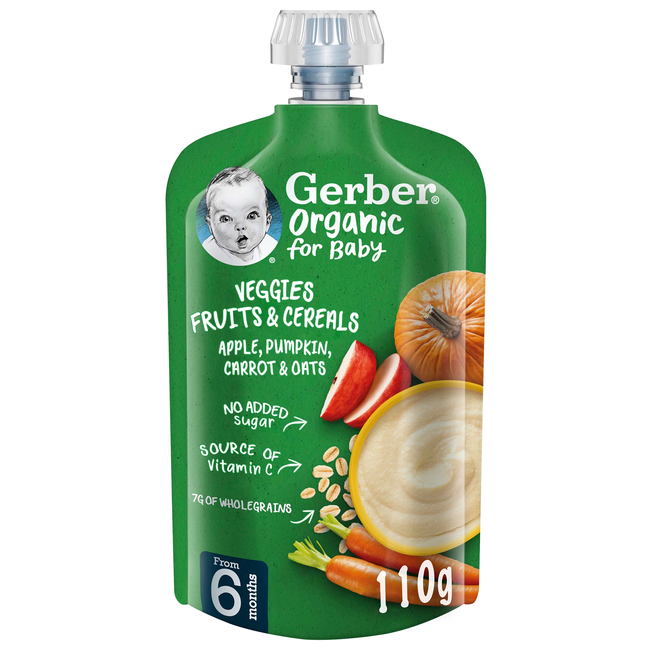 Gerber®
Organic
for Baby
®
VEGGIES
FRUITS & CEREALS
APPLE, PUMPKIN,
CARROT & OATS
NO ADDED
sugar
SOURCE OF
Vitamin C
7G OF WHOLEGRAINS
From
6
months
110g